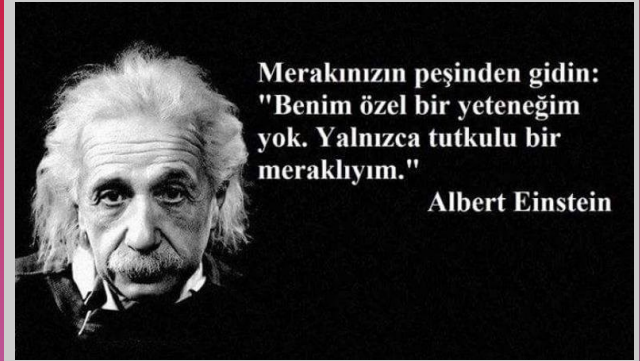 Merakınızın peşinden gidin:
"Benim özel bir yeteneğim
yok. Yalnızca tutkulu bir
meraklıyım."
Albert Einstein